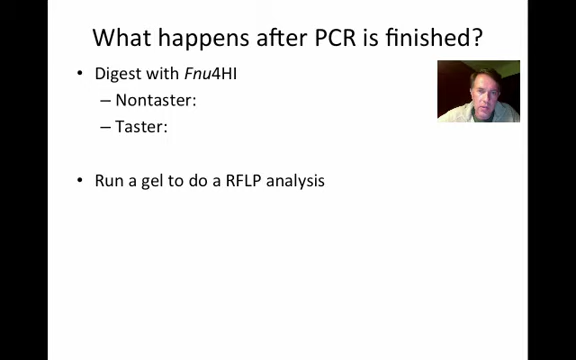 What happens after PCR is finished?
• Digest with Fnu4HI
– Nontaster:
– Taster:
• Run a gel to do a RFLP analysis